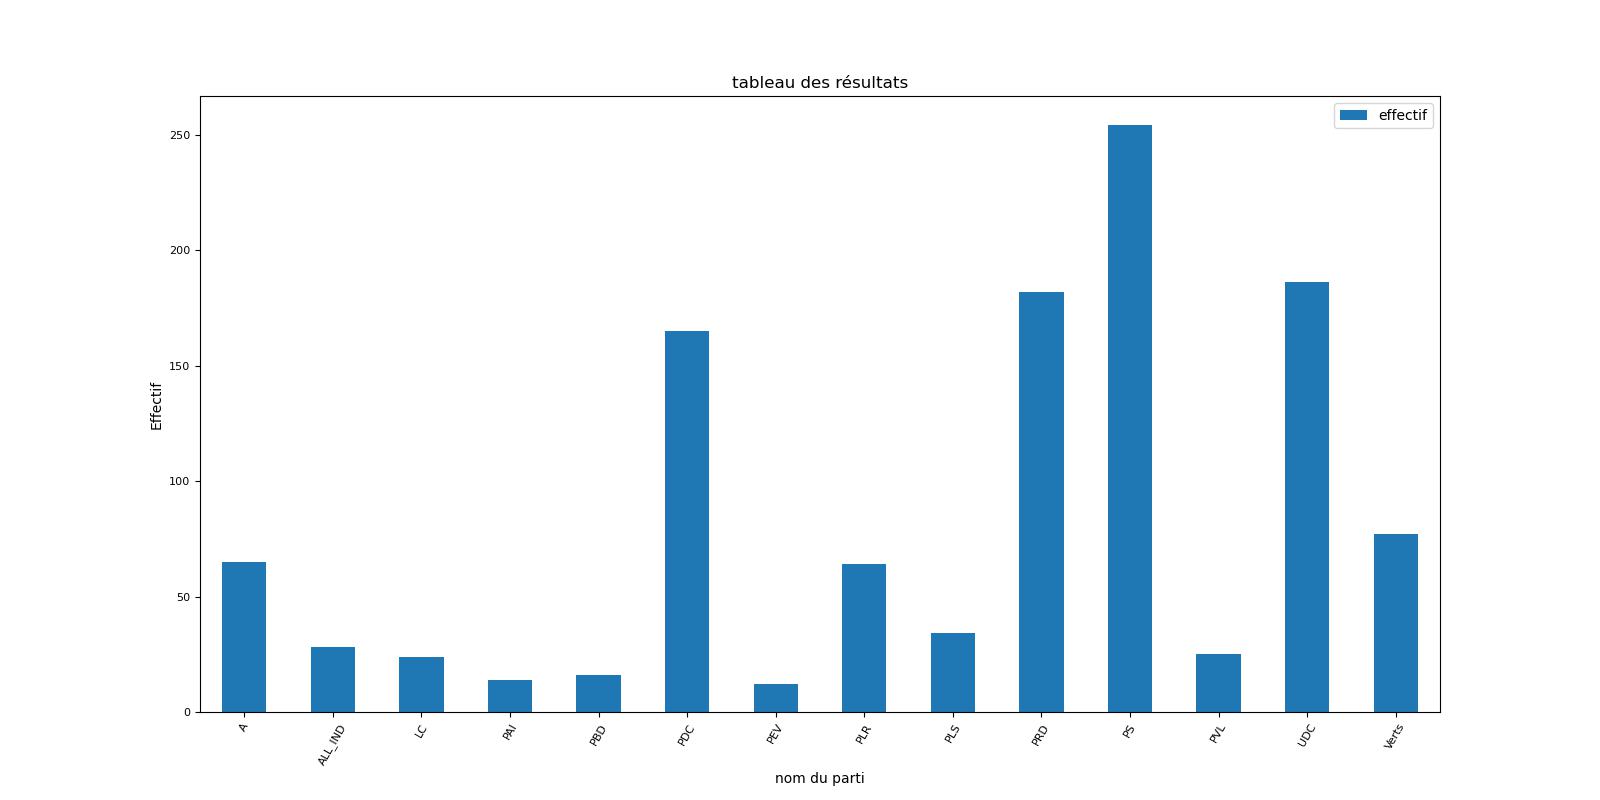 tableau des résultats
effectif
250
200
150
100
50
0
Effectif
A
ALL_IND
LC
PAI
PBD
PDC
PEV
PLR
PLS
PRD
PS
PVL
UDC
Verts
nom du parti